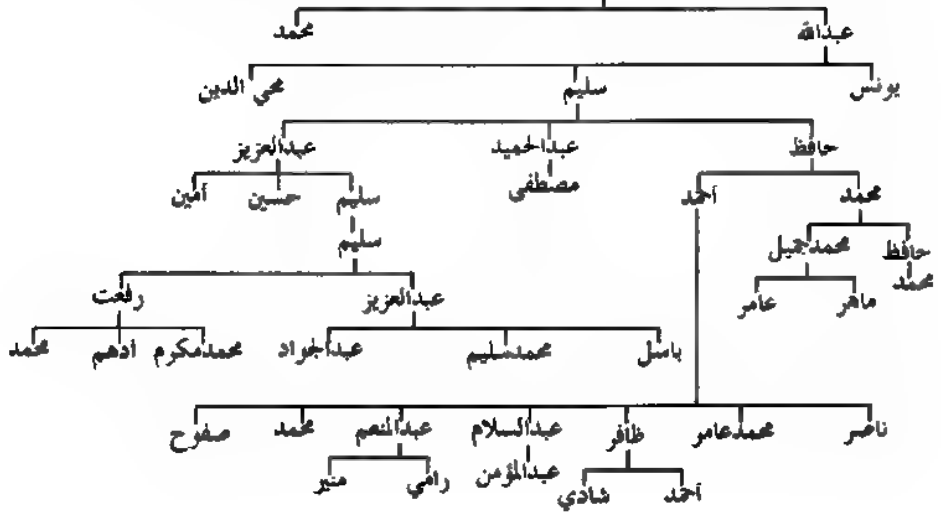 عبدالله محمد
يونس سليم محي الدين
حافظ عبدالحميد عبدالعزيز
محمد أحمد مصطفى سليم حسين أمين
حافظ محمدجميل سليم
محمد ماهر عامر عبدالعزيز رفعت
باسل محمدسليم عبدالجواد محمدمكرم أدهم محمد
ناصر محمدعامر ظافر عبدالسلام عبدالمنعم محمد صفوح
أحمد شادي عبدالمؤمن رامي منير